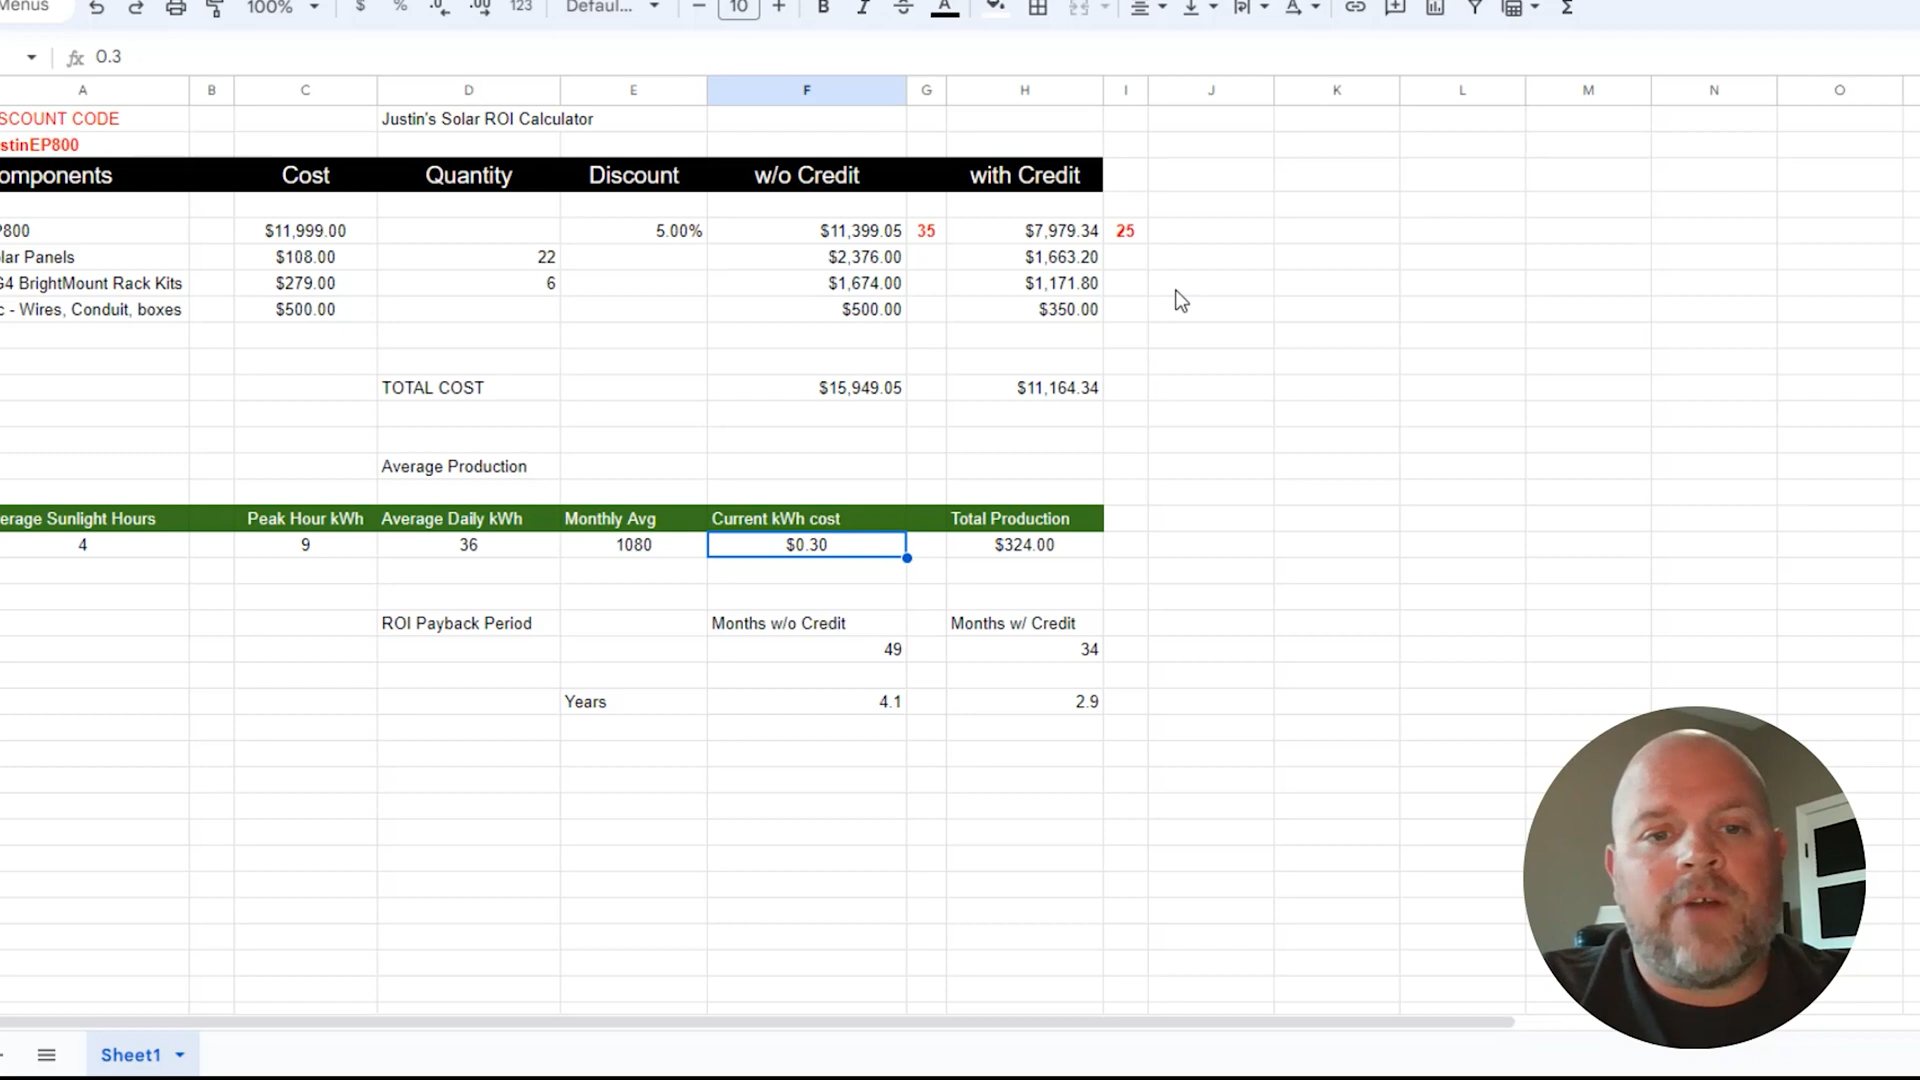 Menus 100% $ % .0 .00 123 Defaul... 10 B I A Σ
fx 0.3
A B C D E F G H I J K L M N O
SCOUNT CODE Justin's Solar ROI Calculator
stinEP800
omponents Cost Quantity Discount w/o Credit with Credit
P800 $11,999.00 5.00% $11,399.05 35 $7,979.34 25
lar Panels $108.00 22 $2,376.00 $1,663.20
G4 BrightMount Rack Kits $279.00 6 $1,674.00 $1,171.80
c - Wires, Conduit, boxes $500.00 $500.00 $350.00
TOTAL COST $15,949.05 $11,164.34
Average Production
erage Sunlight Hours Peak Hour kWh Average Daily kWh Monthly Avg Current kWh cost Total Production
4 9 36 1080 $0.30 $324.00
ROI Payback Period Months w/o Credit Months w/ Credit
49 34
Years 4.1 2.9
Sheet1